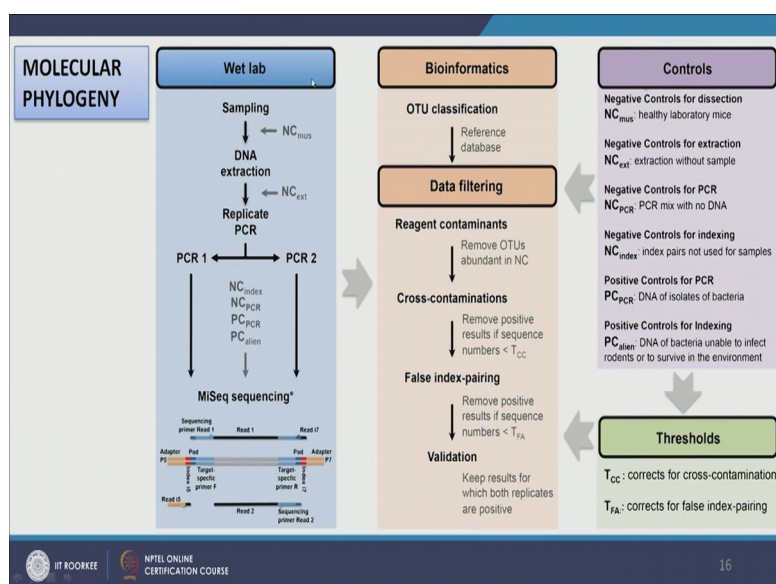 MOLECULAR
PHYLOGENY
Wet lab
Sampling
NCmus
DNA
extraction
NCext
Replicate
PCR
PCR 1
PCR 2
NCindex
NCPCR
PCPCR
PCalien
MiSeq sequencing*
Sequencing
primer Read 1
Read 1
Read i7
Adapter
P5
Pad
Pad
Adapter
P7
Index i5
Target-
specific
primer F
Target-
specific
primer R
Index i7
Read i5
Read 2
Sequencing
primer Read 2
Bioinformatics
OTU classification
Reference
database
Data filtering
Reagent contaminants
Remove OTUs
abundant in NC
Cross-contaminations
Remove positive
results if sequence
numbers < TCC
False index-pairing
Remove positive
results if sequence
numbers < TFA
Validation
Keep results for
which both replicates
are positive
Controls
Negative Controls for dissection
NCmus: healthy laboratory mice
Negative Controls for extraction
NCext: extraction without sample
Negative Controls for PCR
NCPCR: PCR mix with no DNA
Negative Controls for indexing
NCindex: index pairs not used for samples
Positive Controls for PCR
PCPCR: DNA of isolates of bacteria
Positive Controls for Indexing
PCalien: DNA of bacteria unable to infect
rodents or to survive in the environment
Thresholds
TCC : corrects for cross-contamination
TFA: corrects for false index-pairing
IIT ROORKEE
NPTEL ONLINE
CERTIFICATION COURSE
16